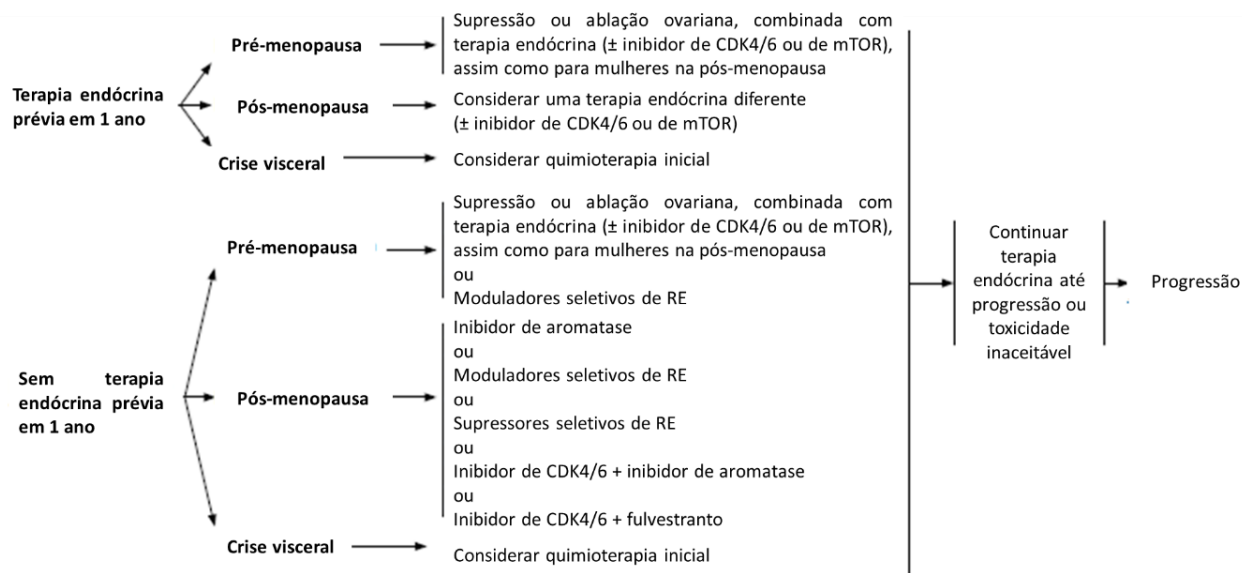 Terapia endócrina
prévia em 1 ano
Pré-menopausa
Supressão ou ablação ovariana, combinada com
terapia endócrina (± inibidor de CDK4/6 ou de mTOR),
assim como para mulheres na pós-menopausa
Pós-menopausa
Considerar uma terapia endócrina diferente
(± inibidor de CDK4/6 ou de mTOR)
Crise visceral
Considerar quimioterapia inicial
Sem terapia
endócrina prévia
em 1 ano
Pré-menopausa
Supressão ou ablação ovariana, combinada com
terapia endócrina (± inibidor de CDK4/6 ou de mTOR),
assim como para mulheres na pós-menopausa
ou
Moduladores seletivos de RE
Pós-menopausa
Inibidor de aromatase
ou
Moduladores seletivos de RE
ou
Supressores seletivos de RE
ou
Inibidor de CDK4/6 + inibidor de aromatase
ou
Inibidor de CDK4/6 + fulvestranto
Crise visceral
Considerar quimioterapia inicial
Continuar
terapia
endócrina até
progressão ou
toxicidade
inaceitável
Progressão